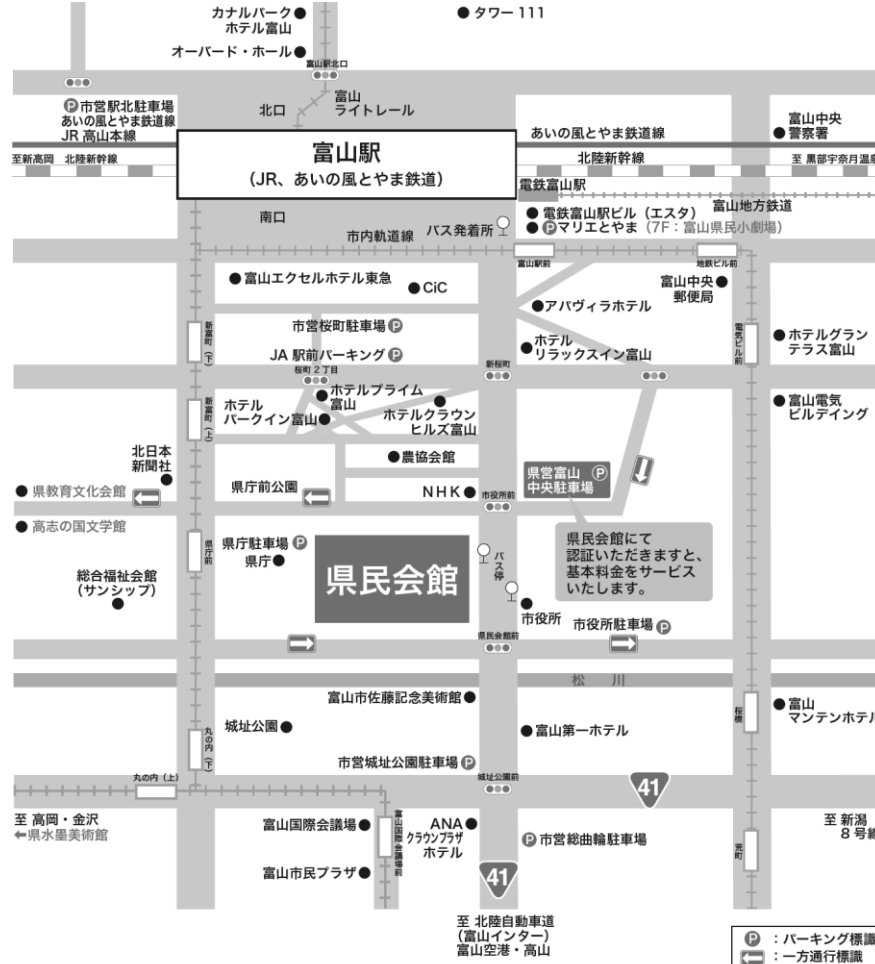 カナルパーク
ホテル富山
タワー 111
オーバード・ホール
富山駅北口
P市営駅北駐車場
あいの風とやま鉄道線
JR 高山本線
北口
富山
ライトレール
富山中央
警察署
富山駅
(JR、あいの風とやま鉄道)
あいの風とやま鉄道線
至新高岡 北陸新幹線
北陸新幹線
至 黒部宇奈月温泉
電鉄富山駅
富山地方鉄道
南口
市内軌道線
バス発着所
電鉄富山駅ビル(エスタ)
Pマリエとやま(7F:富山県民小劇場)
富山駅前
地鉄ビル前
富山エクセルホテル東急
CiC
富山中央
郵便局
アパヴィラホテル
市営桜町駐車場P
新富町(下)
JA 駅前パーキング P
桜町2丁目
新桜町
ホテル
リラックスイン富山
電気ビル前
ホテルグラン
テラス富山
ホテルプライム
富山
新富町(上)
ホテル
パークイン富山
ホテルクラウン
ヒルズ富山
富山電気
ビルデイング
北日本
新聞社
農協会館
県教育文化会館
県庁前公園
NHK
市役所前
県営富山
中央駐車場
P
高志の国文学館
県庁前
県庁駐車場 P
県庁
県民会館
バス停
県民会館にて
認証いただきますと、
基本料金をサービス
いたします。
総合福祉会館
(サンシップ)
市役所
市役所駐車場 P
県民会館前
松 川
富山市佐藤記念美術館
城址公園
富山第一ホテル
桜橋
富山
マンテンホテル
丸の内(下)
市営城址公園駐車場 P
丸の内(上)
城址公園前
41
至 高岡・金沢
←県水墨美術館
富山国際会議場
富山国際会議場前
ANA
クラウンプラザ
ホテル
P 市営総曲輪駐車場
荒町
至 新潟
8 号線
富山市民プラザ
41
至 北陸自動車道
(富山インター)
富山空港・高山
P :パーキング標識
:一方通行標識